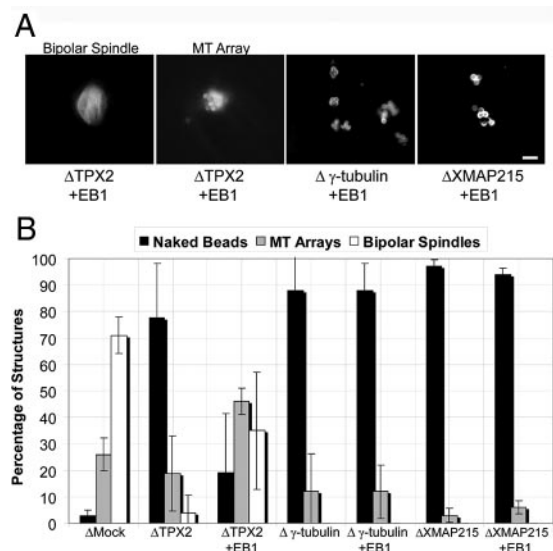 A
Bipolar Spindle MT Array
ΔTPX2 ΔTPX2 Δ γ-tubulin ΔXMAP215
+EB1 +EB1 +EB1 +EB1
B
Naked Beads MT Arrays Bipolar Spindles
Percentage of Structures
100
90
80
70
60
50
40
30
20
10
0
ΔMock ΔTPX2 ΔTPX2 Δ γ-tubulin Δ γ-tubulin ΔXMAP215 ΔXMAP215
+EB1 +EB1 +EB1